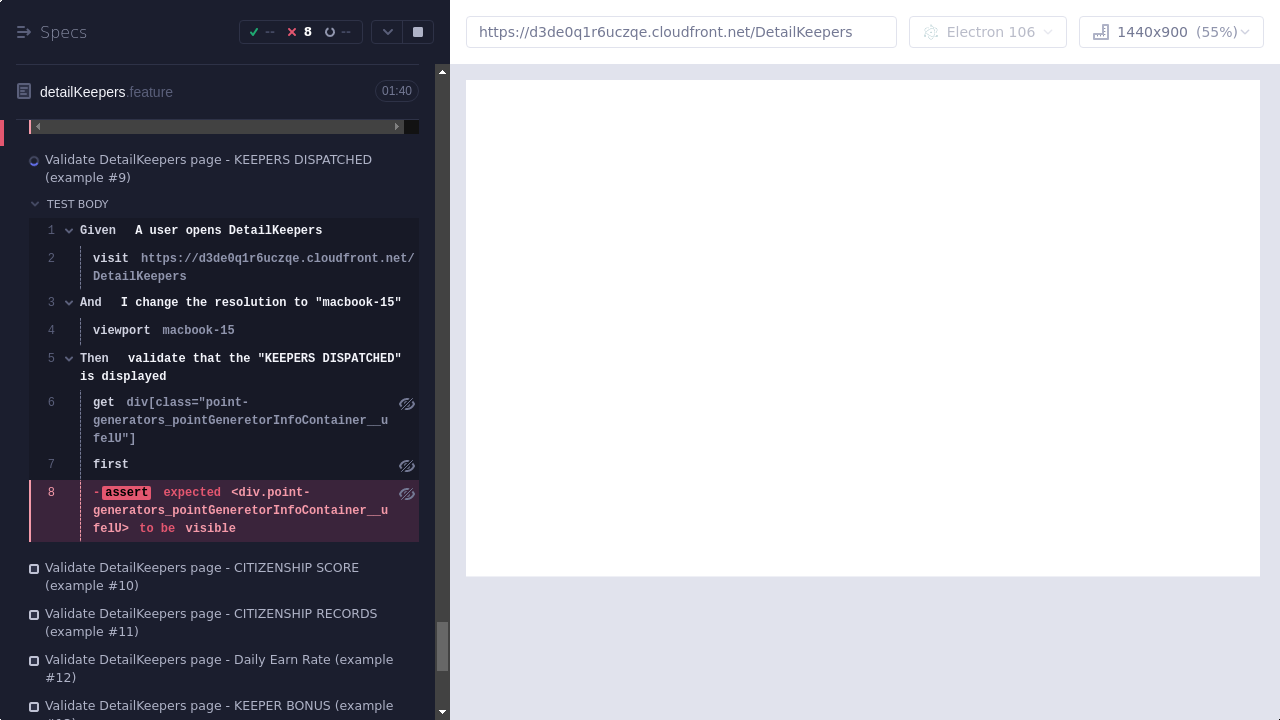 Specs
-- 8 --
https://d3de0q1r6uczqe.cloudfront.net/DetailKeepers
Electron 106
1440x900 (55%)
detailKeepers.feature
01:40
Validate DetailKeepers page - KEEPERS DISPATCHED
(example #9)
TEST BODY
1 Given A user opens DetailKeepers
2 visit https://d3de0q1r6uczqe.cloudfront.net/
DetailKeepers
3 And I change the resolution to "macbook-15"
4 viewport macbook-15
5 Then validate that the "KEEPERS DISPATCHED"
is displayed
6 get div[class="point-
generators_pointGeneretorInfoContainer__u
felU"]
7 first
8 -assert expected <div.point-
generators_pointGeneretorInfoContainer__u
felU> to be visible
Validate DetailKeepers page - CITIZENSHIP SCORE
(example #10)
Validate DetailKeepers page - CITIZENSHIP RECORDS
(example #11)
Validate DetailKeepers page - Daily Earn Rate (example
#12)
Validate DetailKeepers page - KEEPER BONUS (example